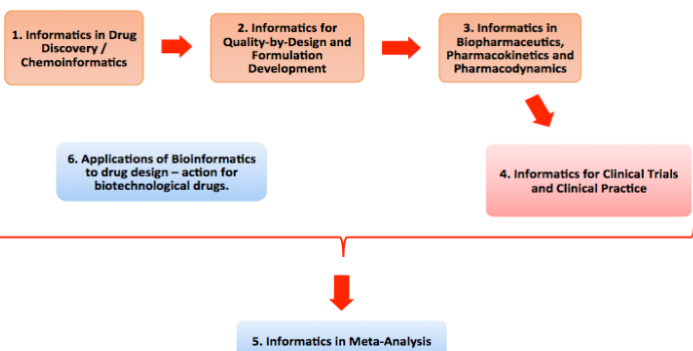 1. Informatics in Drug
Discovery /
Chemoinformatics
2. Informatics for
Quality-by-Design and
Formulation
Development
3. Informatics in
Biopharmaceutics,
Pharmacokinetics and
Pharmacodynamics
6. Applications of Bioinformatics
to drug design – action for
biotechnological drugs.
4. Informatics for Clinical Trials
and Clinical Practice
5. Informatics in Meta-Analysis